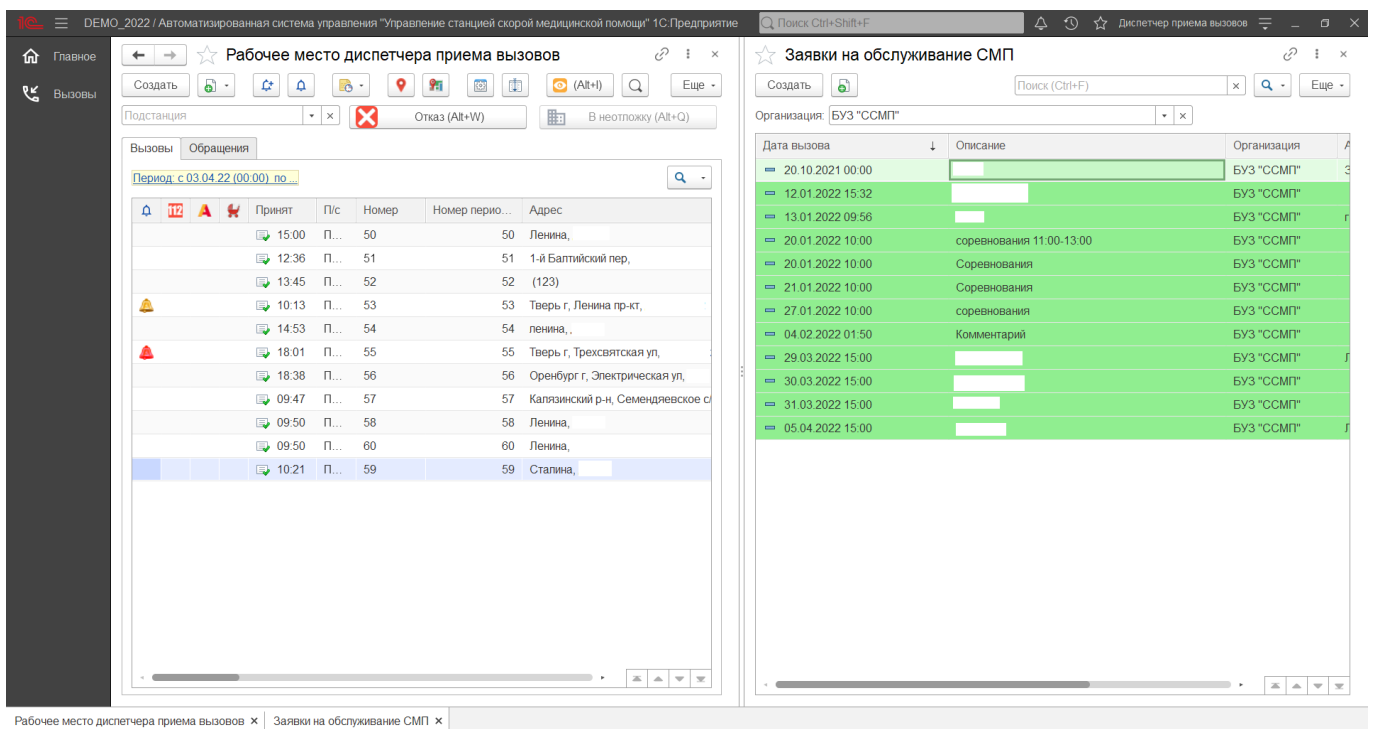 1С DEMO_2022 / Автоматизированная система управления "Управление станцией скорой медицинской помощи" 1С:Предприятие Поиск Ctrl+Shift+F Диспетчер приема вызовов
Главное
Вызовы
Рабочее место диспетчера приема вызовов
Создать (Alt+I) Еще
Подстанция Отказ (Alt+W) В неотложку (Alt+Q)
Вызовы Обращения
Период: с 03.04.22 (00:00) по ...
112 А Принят П/с Номер Номер перио... Адрес
15:00 П... 50 50 Ленина,
12:36 П... 51 51 1-й Балтийский пер,
13:45 П... 52 52 (123)
10:13 П... 53 53 Тверь г, Ленина пр-кт,
14:53 П... 54 54 ленина, ,
18:01 П... 55 55 Тверь г, Трехсвятская ул,
18:38 П... 56 56 Оренбург г, Электрическая ул,
09:47 П... 57 57 Калязинский р-н, Семендяевское с/
09:50 П... 58 58 Ленина,
09:50 П... 60 60 Ленина,
10:21 П... 59 59 Сталина,
Заявки на обслуживание СМП
Создать Поиск (Ctrl+F) Еще
Организация: БУЗ "ССМП"
Дата вызова ↓ Описание Организация А
20.10.2021 00:00 БУЗ "ССМП" З
12.01.2022 15:32 БУЗ "ССМП"
13.01.2022 09:56 БУЗ "ССМП" г
20.01.2022 10:00 соревнования 11:00-13:00 БУЗ "ССМП"
20.01.2022 10:00 Соревнования БУЗ "ССМП"
21.01.2022 10:00 Соревнования БУЗ "ССМП"
27.01.2022 10:00 соревнования БУЗ "ССМП"
04.02.2022 01:50 Комментарий БУЗ "ССМП"
29.03.2022 15:00 БУЗ "ССМП" Л
30.03.2022 15:00 БУЗ "ССМП"
31.03.2022 15:00 БУЗ "ССМП"
05.04.2022 15:00 БУЗ "ССМП" Л
Рабочее место диспетчера приема вызовов × Заявки на обслуживание СМП ×